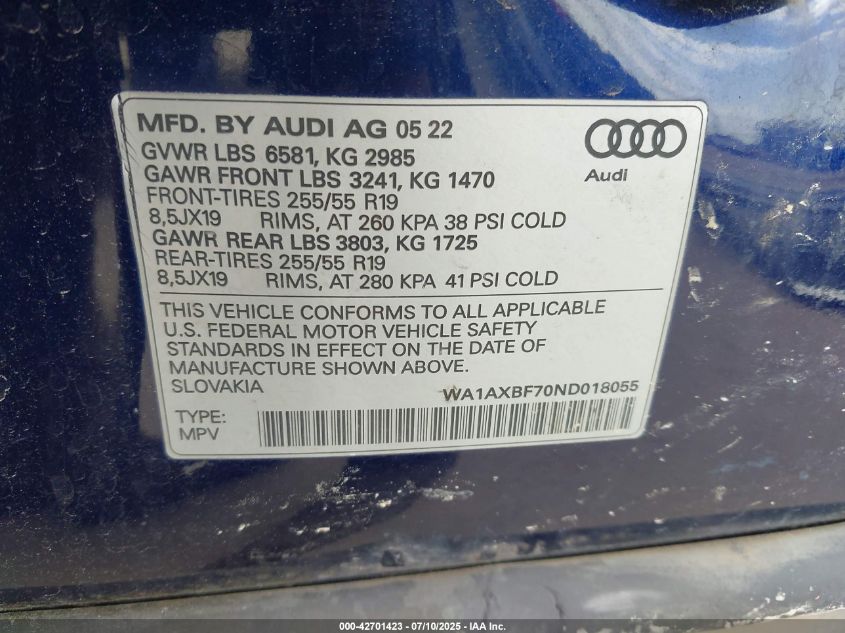 MFD. BY AUDI AG 05 22
GVWR LBS 6581, KG 2985
GAWR FRONT LBS 3241, KG 1470
FRONT-TIRES 255/55 R19
8,5JX19 RIMS, AT 260 KPA 38 PSI COLD
GAWR REAR LBS 3803, KG 1725
REAR-TIRES 255/55 R19
8,5JX19 RIMS, AT 280 KPA 41 PSI COLD
Audi
THIS VEHICLE CONFORMS TO ALL APPLICABLE
U.S. FEDERAL MOTOR VEHICLE SAFETY
STANDARDS IN EFFECT ON THE DATE OF
MANUFACTURE SHOWN ABOVE.
SLOVAKIA WA1AXBF70ND018055
TYPE:
MPV
000-42701423 - 07/10/2025 - IAA Inc.